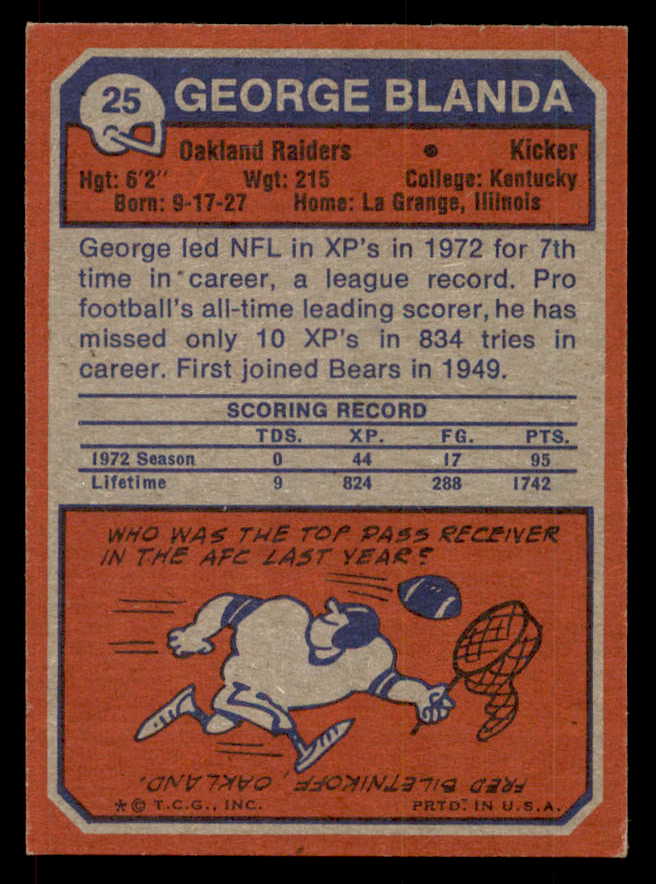 25 GEORGE BLANDA
Oakland Raiders • Kicker
Hgt: 6'2" Wgt: 215 College: Kentucky
Born: 9-17-27 Home: La Grange, Illinois
George led NFL in XP's in 1972 for 7th
time in career, a league record. Pro
football's all-time leading scorer, he has
missed only 10 XP's in 834 tries in
career. First joined Bears in 1949.
SCORING RECORD
TDS. XP. FG. PTS.
1972 Season 0 44 17 95
Lifetime 9 824 288 1742
WHO WAS THE TOP PASS RECEIVER
IN THE AFC LAST YEAR?
FRED BILETNIKOFF, OAKLAND.
* © T.C.G., INC. PRTD. IN U.S.A.